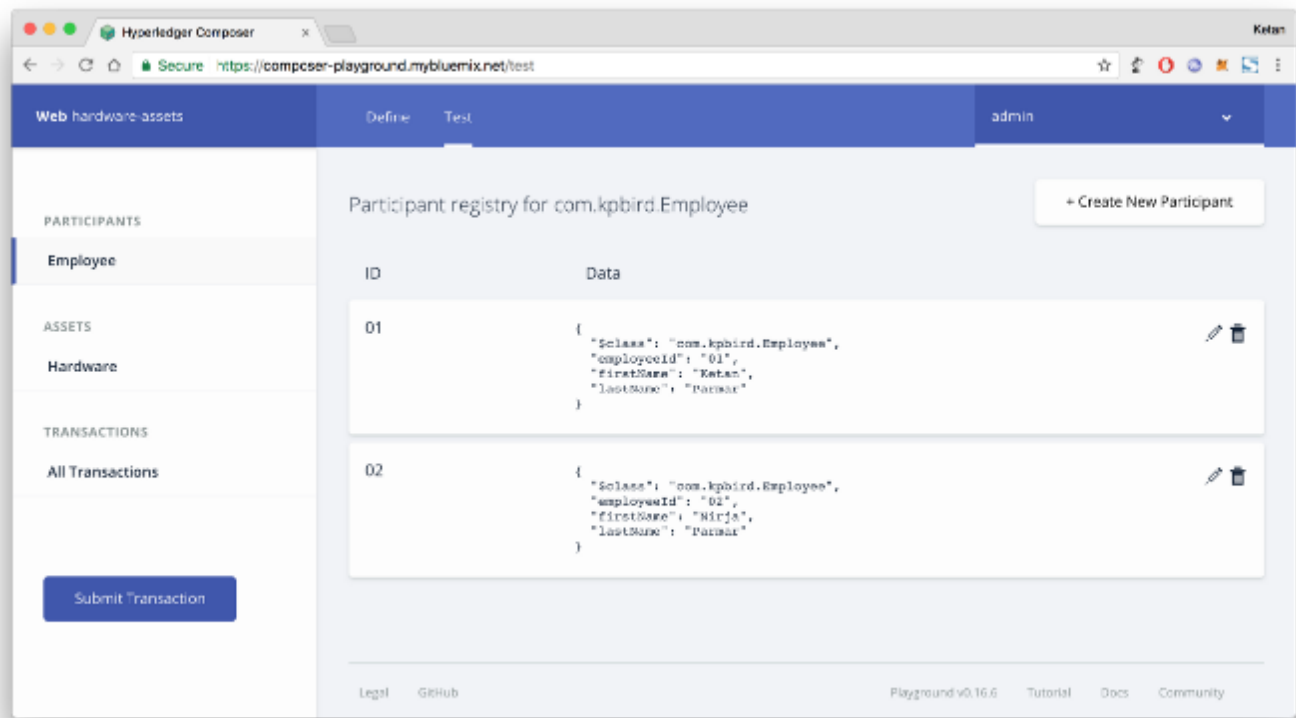 Hyperledger Composer
Ketan
Secure https://composer-playground.mybluemix.net/test
Web hardware-assets
Define Test
admin
Participant registry for com.kpbird.Employee
+ Create New Participant
PARTICIPANTS
Employee
ID Data
ASSETS
Hardware
01
{
"$class": "com.kpbird.Employee",
"employeeId": "01",
"firstName": "Ketan",
"lastName": "Parmar"
}
TRANSACTIONS
All Transactions
02
{
"$class": "com.kpbird.Employee",
"employeeId": "02",
"firstName": "Nirja",
"lastName": "Parmar"
}
Submit Transaction
Legal GitHub
Playground v0.16.6 Tutorial Docs Community